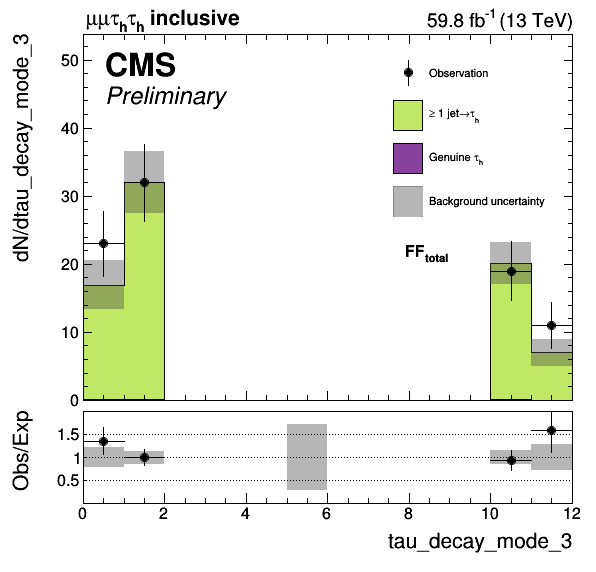 μμτhτh inclusive
59.8 fb-1 (13 TeV)
CMS
Preliminary
Observation
≥ 1 jet→τh
Genuine τh
Background uncertainty
FFtotal
dN/dtau_decay_mode_3
50
40
30
20
10
0
Obs/Exp
1.5
1
0.5
0 2 4 6 8 10 12
tau_decay_mode_3